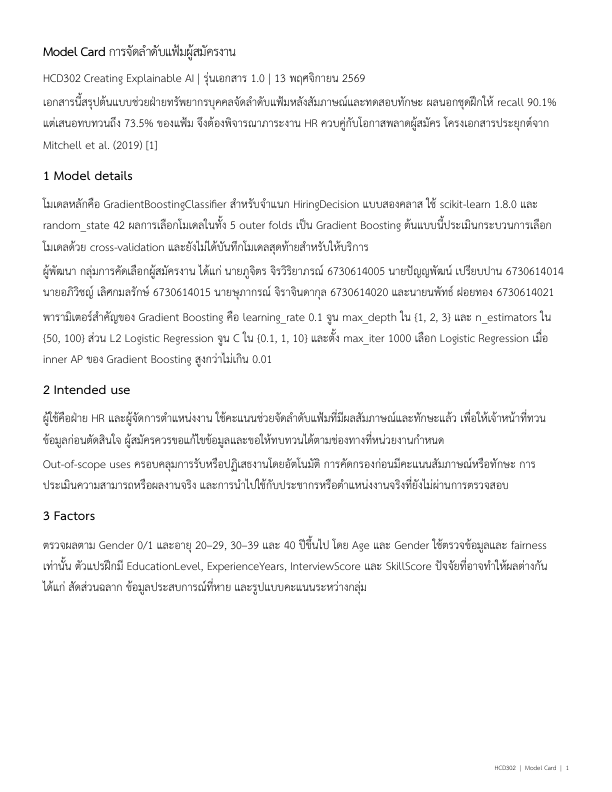 Model Card การจัดลำดับแฟ้มผู้สมัครงาน
HCD302 Creating Explainable AI | รุ่นเอกสาร 1.0 | 13 พฤศจิกายน 2569
เอกสารนี้สรุปต้นแบบช่วยฝ่ายทรัพยากรบุคคลจัดลำดับแฟ้มหลังสัมภาษณ์และทดสอบทักษะ ผลนอกชุดฝึกให้ recall 90.1%
แต่เสนอทบทวนถึง 73.5% ของแฟ้ม จึงต้องพิจารณาภาระงาน HR ควบคู่กับโอกาสพลาดผู้สมัคร โครงเอกสารประยุกต์จาก
Mitchell et al. (2019) [1]
1 Model details
โมเดลหลักคือ GradientBoostingClassifier สำหรับจำแนก HiringDecision แบบสองคลาส ใช้ scikit-learn 1.8.0 และ
random_state 42 ผลการเลือกโมเดลในทั้ง 5 outer folds เป็น Gradient Boosting ต้นแบบนี้ประเมินกระบวนการเลือก
โมเดลด้วย cross-validation และยังไม่ได้บันทึกโมเดลสุดท้ายสำหรับให้บริการ
ผู้พัฒนา กลุ่มการคัดเลือกผู้สมัครงาน ได้แก่ นายภูจิตร จิรวิริยาภรณ์ 6730614005 นายปัญญพัฒน์ เปรียบปาน 6730614014
นายอภิวิชญ์ เลิศกมลรักษ์ 6730614015 นายษุภากรณ์ จิราจินดากุล 6730614020 และนายนพัทธ์ ฝอยทอง 6730614021
พารามิเตอร์สำคัญของ Gradient Boosting คือ learning_rate 0.1 จูน max_depth ใน {1, 2, 3} และ n_estimators ใน
{50, 100} ส่วน L2 Logistic Regression จูน C ใน {0.1, 1, 10} และตั้ง max_iter 1000 เลือก Logistic Regression เมื่อ
inner AP ของ Gradient Boosting สูงกว่าไม่เกิน 0.01
2 Intended use
ผู้ใช้คือฝ่าย HR และผู้จัดการตำแหน่งงาน ใช้คะแนนช่วยจัดลำดับแฟ้มที่มีผลสัมภาษณ์และทักษะแล้ว เพื่อให้เจ้าหน้าที่ทวน
ข้อมูลก่อนตัดสินใจ ผู้สมัครควรขอแก้ไขข้อมูลและขอให้ทบทวนได้ตามช่องทางที่หน่วยงานกำหนด
Out-of-scope uses ครอบคลุมการรับหรือปฏิเสธงานโดยอัตโนมัติ การคัดกรองก่อนมีคะแนนสัมภาษณ์หรือทักษะ การ
ประเมินความสามารถหรือผลงานจริง และการนำไปใช้กับประชากรหรือตำแหน่งงานจริงที่ยังไม่ผ่านการตรวจสอบ
3 Factors
ตรวจผลตาม Gender 0/1 และอายุ 20–29, 30–39 และ 40 ปีขึ้นไป โดย Age และ Gender ใช้ตรวจข้อมูลและ fairness
เท่านั้น ตัวแปรฝึกมี EducationLevel, ExperienceYears, InterviewScore และ SkillScore ปัจจัยที่อาจทำให้ผลต่างกัน
ได้แก่ สัดส่วนฉลาก ข้อมูลประสบการณ์ที่หาย และรูปแบบคะแนนระหว่างกลุ่ม
HCD302 | Model Card | 1